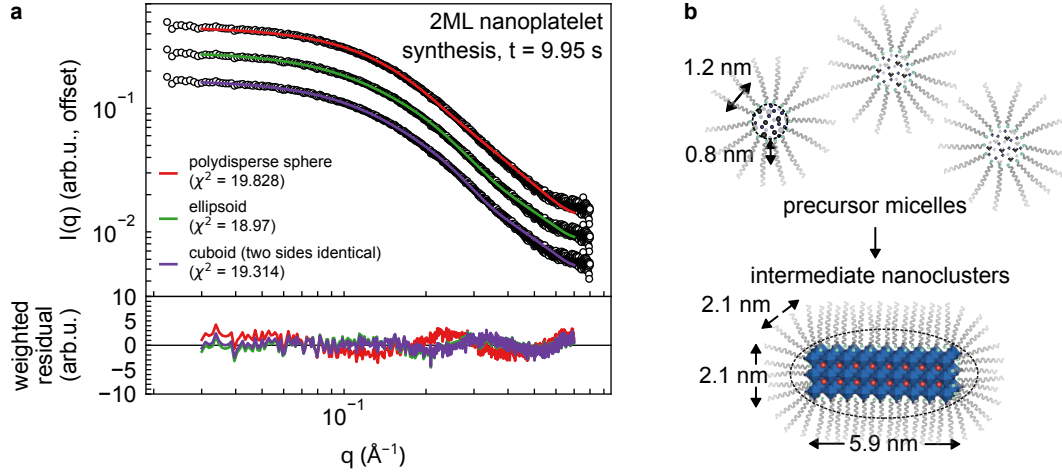 a
2ML nanoplatelet
synthesis, t = 9.95 s
I(q) (arb.u., offset)
10⁻¹
10⁻²
polydisperse sphere
(χ² = 19.828)
ellipsoid
(χ² = 18.97)
cuboid (two sides identical)
(χ² = 19.314)
weighted
residual
(arb.u.)
10
5
0
−5
−10
10⁻¹
q (Å⁻¹)
b
1.2 nm
0.8 nm
precursor micelles
intermediate nanoclusters
2.1 nm
2.1 nm
5.9 nm